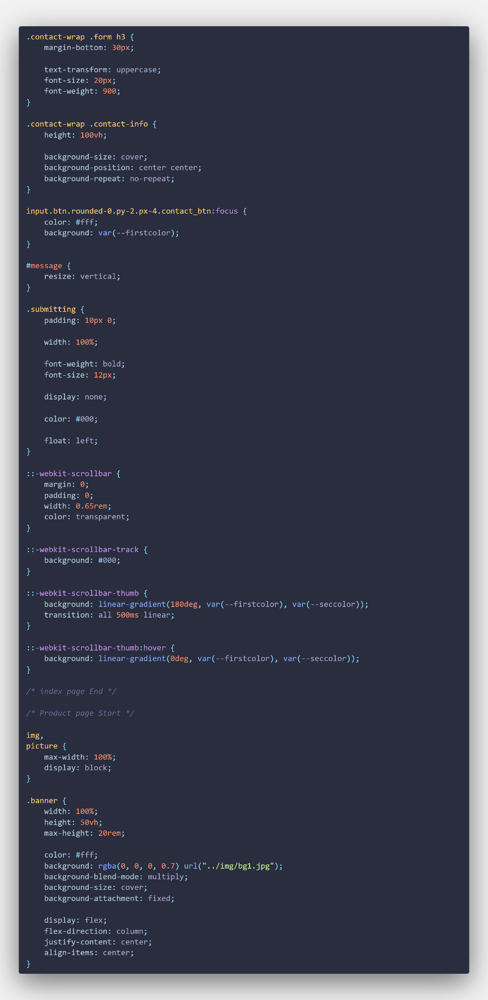 .contact-wrap .form h3 {
    margin-bottom: 30px;

    text-transform: uppercase;
    font-size: 20px;
    font-weight: 900;
}

.contact-wrap .contact-info {
    height: 100vh;

    background-size: cover;
    background-position: center center;
    background-repeat: no-repeat;
}

input.btn.rounded-0.py-2.px-4.contact_btn:focus {
    color: #fff;
    background: var(--firstcolor);
}

#message {
    resize: vertical;
}

.submitting {
    padding: 10px 0;

    width: 100%;

    font-weight: bold;
    font-size: 12px;

    display: none;

    color: #000;

    float: left;
}

::-webkit-scrollbar {
    margin: 0;
    padding: 0;
    width: 0.65rem;
    color: transparent;
}

::-webkit-scrollbar-track {
    background: #000;
}

::-webkit-scrollbar-thumb {
    background: linear-gradient(180deg, var(--firstcolor), var(--seccolor));
    transition: all 500ms linear;
}

::-webkit-scrollbar-thumb:hover {
    background: linear-gradient(0deg, var(--firstcolor), var(--seccolor));
}

/* index page End */

/* Product page Start */

img,
picture {
    max-width: 100%;
    display: block;
}

.banner {
    width: 100%;
    height: 50vh;
    max-height: 20rem;

    color: #fff;
    background: rgba(0, 0, 0, 0.7) url("../img/bg1.jpg");
    background-blend-mode: multiply;
    background-size: cover;
    background-attachment: fixed;

    display: flex;
    flex-direction: column;
    justify-content: center;
    align-items: center;
}